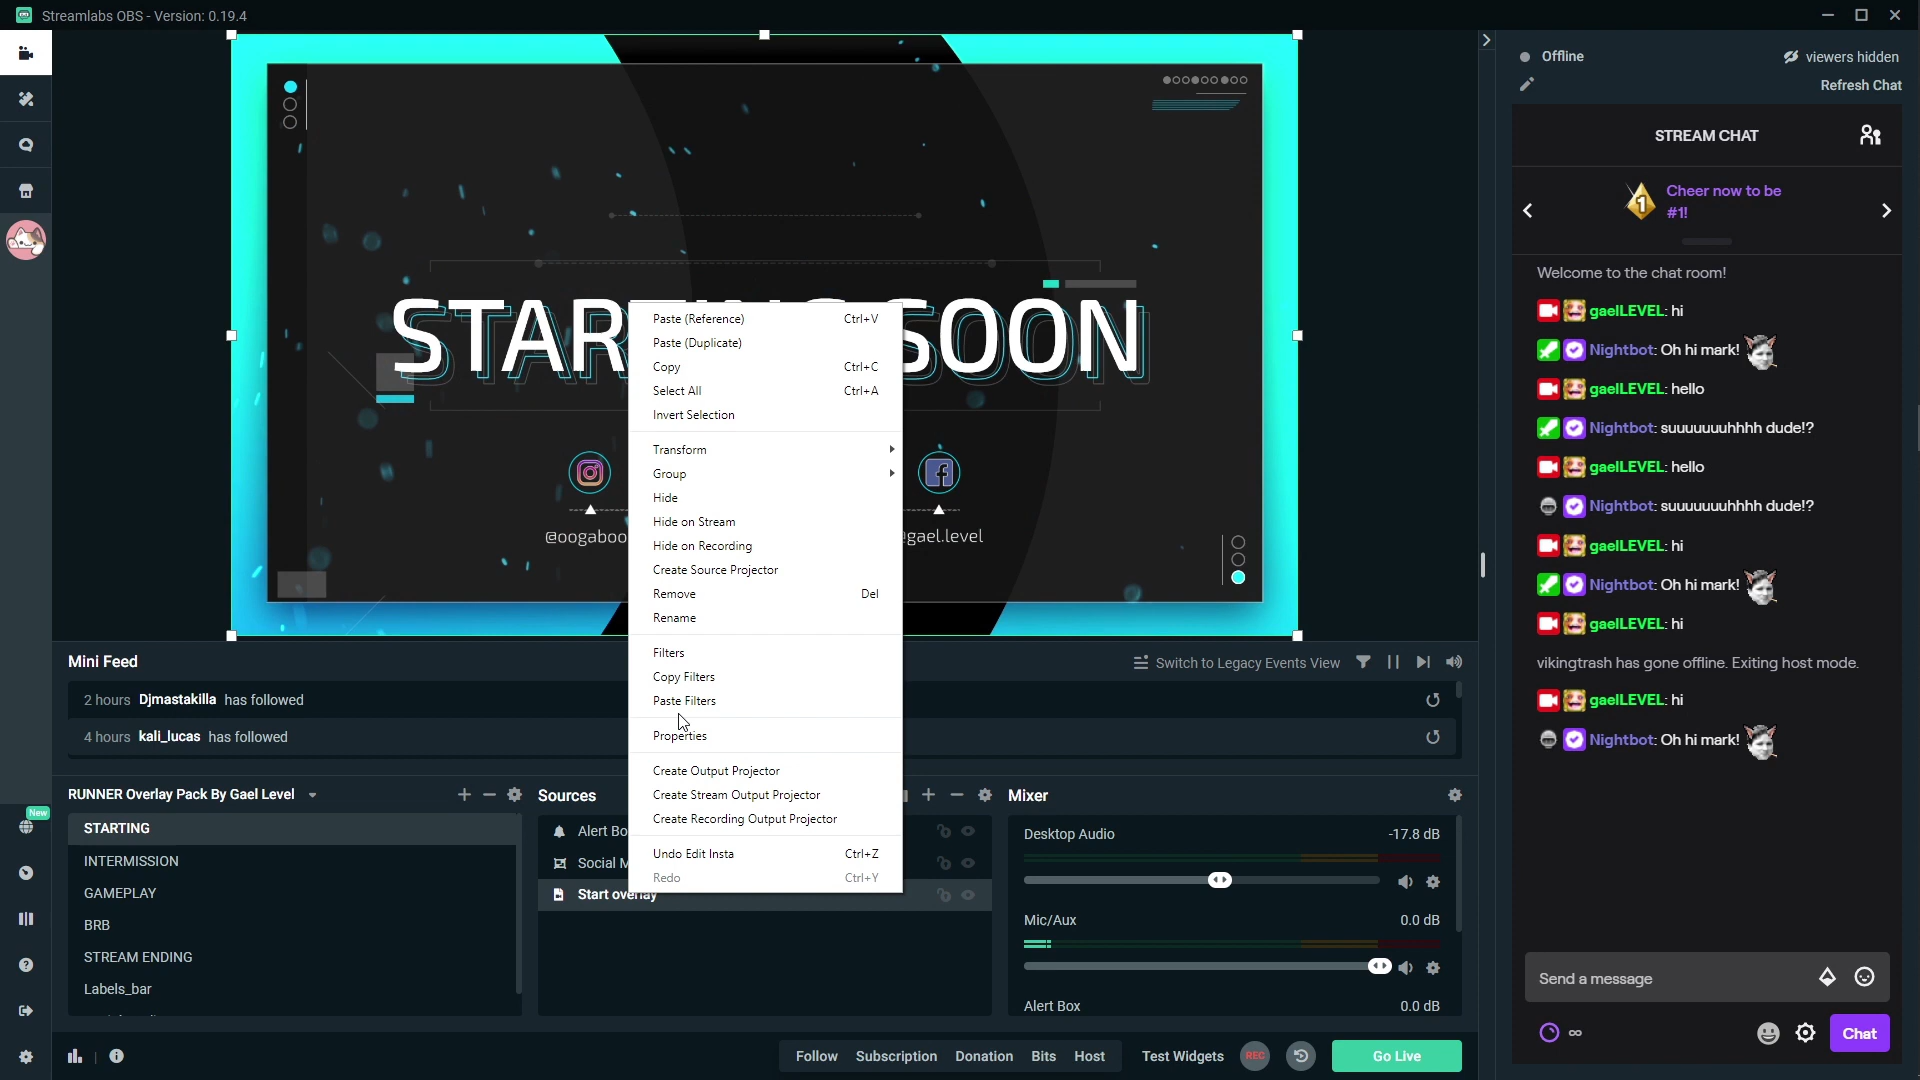 Streamlabs OBS - Version: 0.19.4
Offline
viewers hidden
Refresh Chat
STREAM CHAT
1
Cheer now to be
#1!
Welcome to the chat room!
gaelLEVEL: hi
Nightbot: Oh hi mark!
gaelLEVEL: hello
Nightbot: suuuuuuuhhhh dude!?
gaelLEVEL: hello
Nightbot: suuuuuuuhhhh dude!?
gaelLEVEL: hi
Nightbot: Oh hi mark!
gaelLEVEL: hi
vikingtrash has gone offline. Exiting host mode.
gaelLEVEL: hi
Nightbot: Oh hi mark!
Send a message
Chat
STAR
SOON
@oogaboo
gael.level
Paste (Reference) Ctrl+V
Paste (Duplicate)
Copy Ctrl+C
Select All Ctrl+A
Invert Selection
Transform
Group
Hide
Hide on Stream
Hide on Recording
Create Source Projector
Remove Del
Rename
Filters
Copy Filters
Paste Filters
Properties
Create Output Projector
Create Stream Output Projector
Create Recording Output Projector
Undo Edit Insta Ctrl+Z
Redo Ctrl+Y
Mini Feed
Switch to Legacy Events View
2 hours Djmastakilla has followed
4 hours kali_lucas has followed
New
RUNNER Overlay Pack By Gael Level
STARTING
INTERMISSION
GAMEPLAY
BRB
STREAM ENDING
Labels_bar
Sources
Alert Bo
Social M
Start overlay
Mixer
Desktop Audio -17.8 dB
Mic/Aux 0.0 dB
Alert Box 0.0 dB
Follow Subscription Donation Bits Host
Test Widgets
REC
Go Live